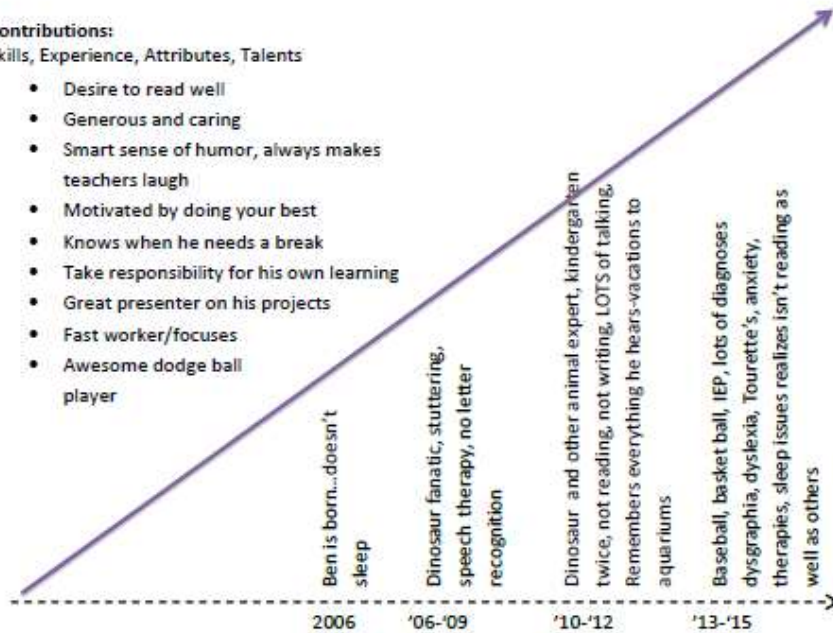 ontributions:
kills, Experience, Attributes, Talents
• Desire to read well
• Generous and caring
• Smart sense of humor, always makes
teachers laugh
• Motivated by doing your best
• Knows when he needs a break
• Take responsibility for his own learning
• Great presenter on his projects
• Fast worker/focuses
• Awesome dodge ball
player
Ben is born...doesn't
sleep
Dinosaur fanatic, stuttering,
speech therapy, no letter
recognition
Dinosaur and other animal expert, kindergarten
twice, not reading, not writing, LOTS of talking,
Remembers everything he hears-vacations to
aquariums
Baseball, basket ball, IEP, lots of diagnoses
dysgraphia, dyslexia, Tourette's, anxiety,
therapies, sleep issues realizes isn't reading as
well as others
2006
'06-'09
'10-'12
'13-'15